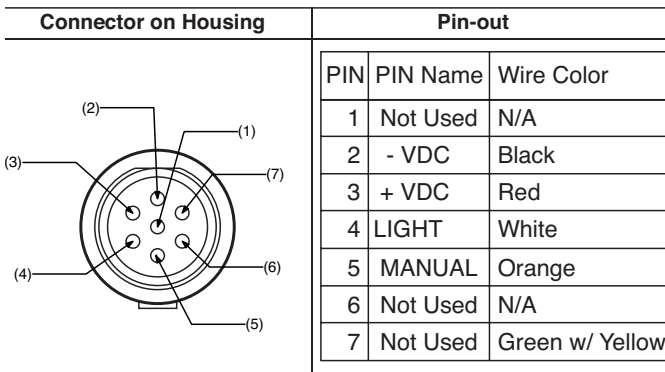 Connector on Housing
Pin-out
(2)
(1)
(3)
(7)
(4)
(6)
(5)
PIN PIN Name Wire Color
1 Not Used N/A
2 - VDC Black
3 + VDC Red
4 LIGHT White
5 MANUAL Orange
6 Not Used N/A
7 Not Used Green w/ Yellow